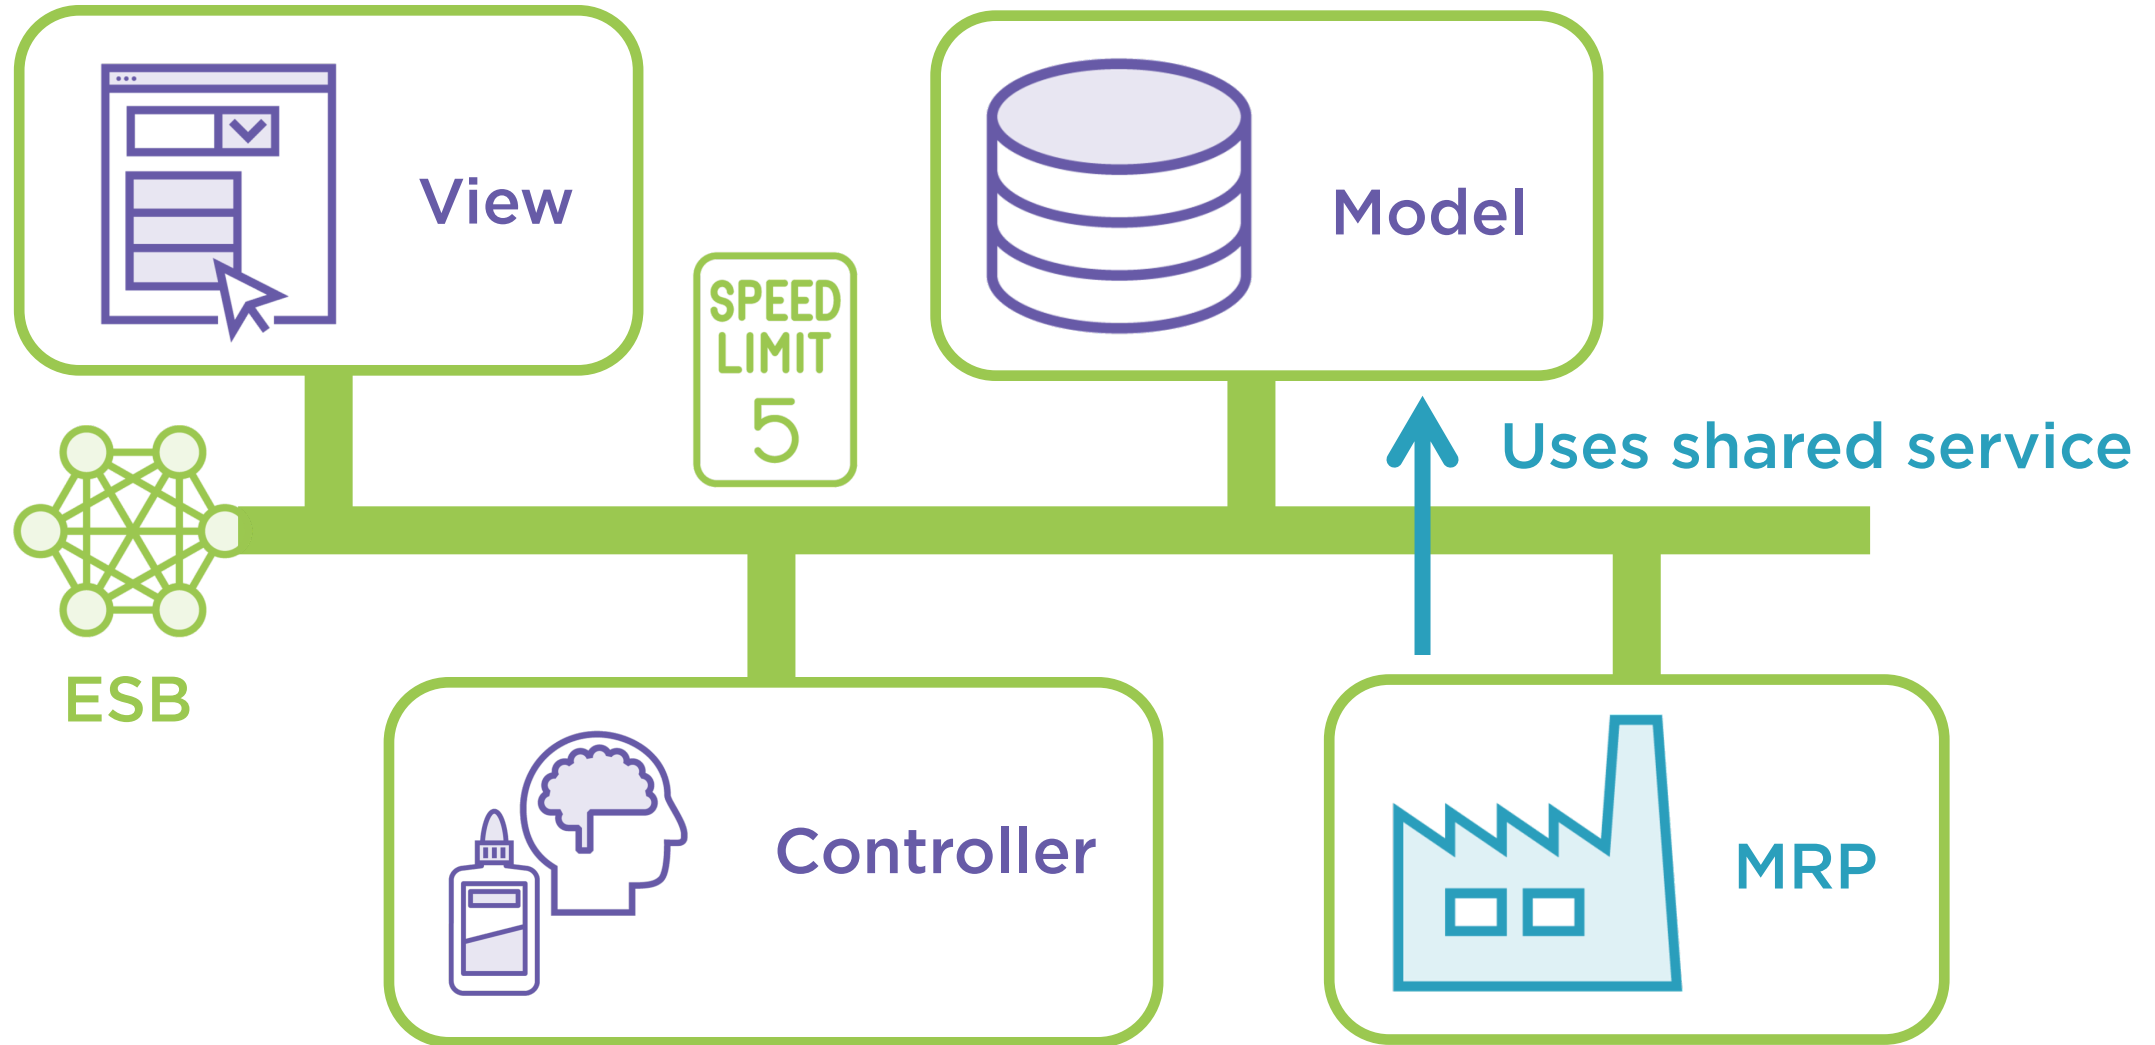 View
Model
SPEED
LIMIT
5
Uses shared service
ESB
Controller
MRP